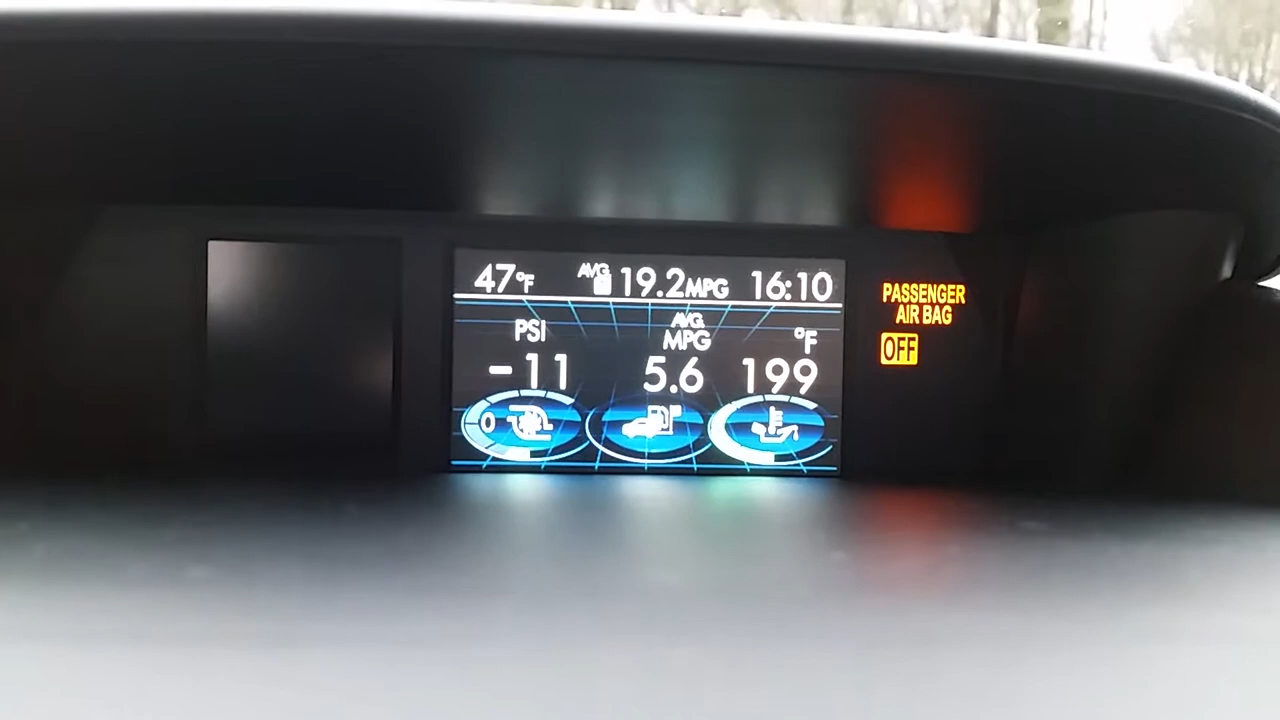 47°F AVG 19.2MPG 16:10
PSI AVG. MPG °F
-11 5.6 199
0
PASSENGER
AIR BAG
OFF